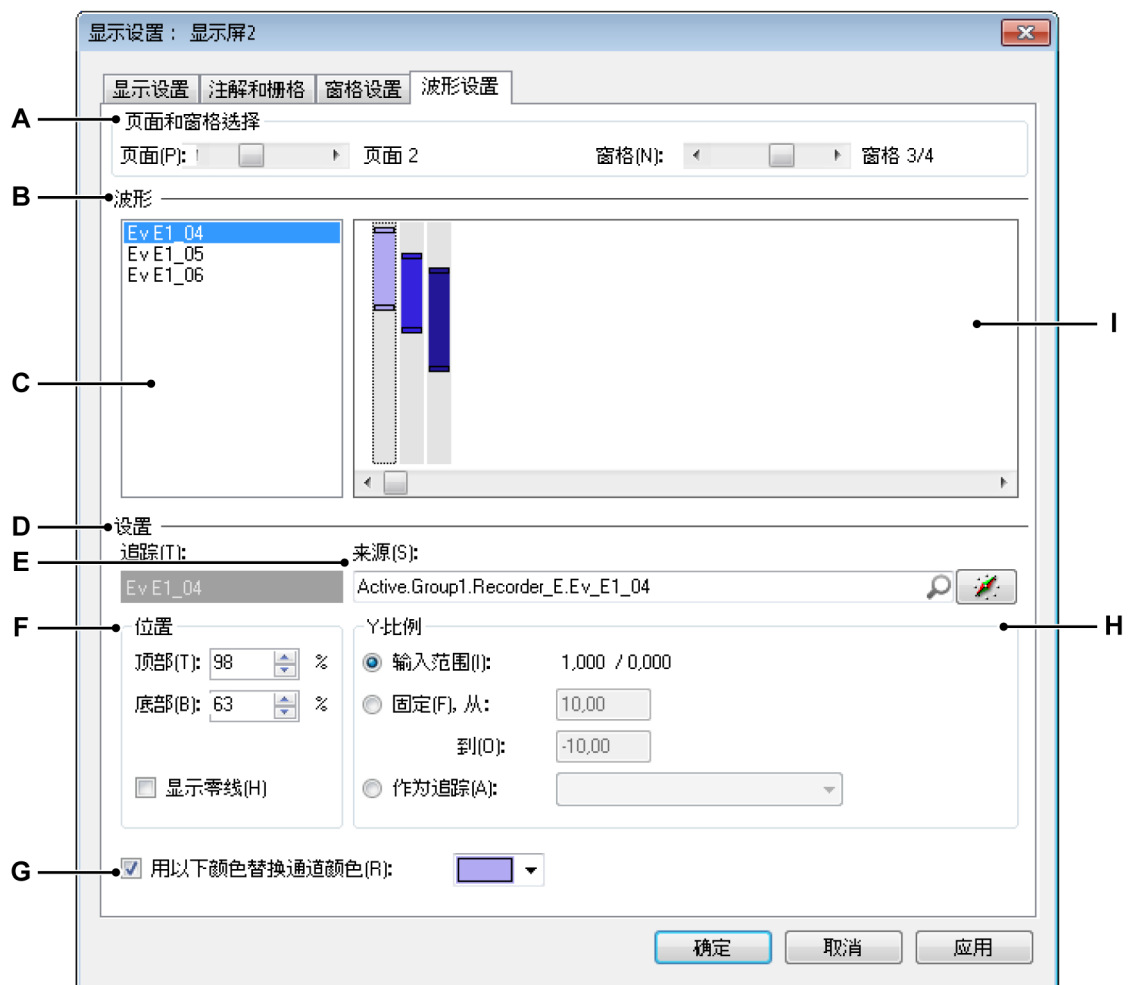 显示设置： 显示屏2
显示设置 注解和栅格 窗格设置 波形设置
A 页面和窗格选择
页面(P): 页面 2 窗格(N): 窗格 3/4
B 波形
Ev E1_04
Ev E1_05
Ev E1_06
I
C
D 设置
追踪(T): 来源(S):
E
Ev E1_04 Active.Group1.Recorder_E.Ev_E1_04
F 位置 Y-比例 H
顶部(T): 98 % 输入范围(I): 1,000 / 0,000
底部(B): 63 % 固定(F), 从: 10,00
到(O): -10,00
显示零线(H) 作为追踪(A):
G 用以下颜色替换通道颜色(R):
确定 取消 应用